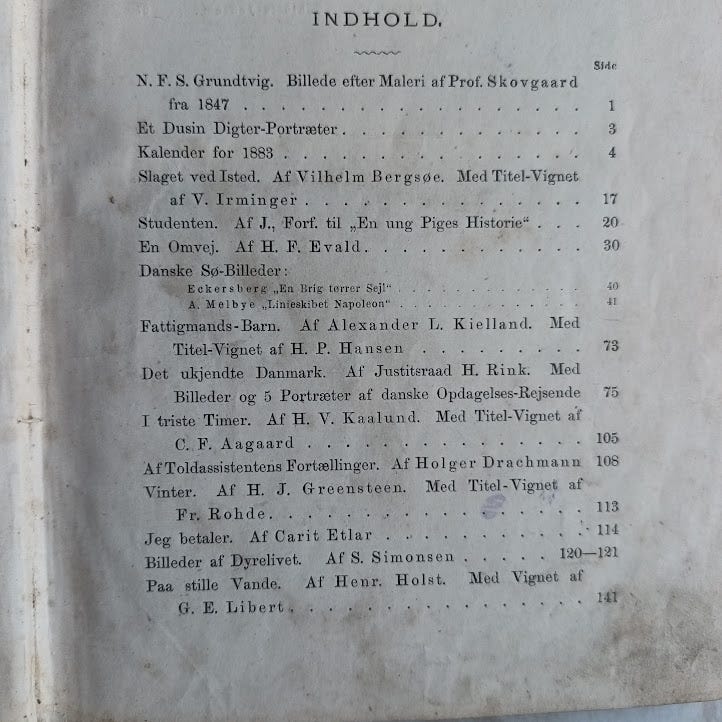 INDHOLD.
Side
N. F. S. Grundtvig. Billede efter Maleri af Prof. Skovgaard
fra 1847 . . . . . . . . . . . . . . . . . . 1
Et Dusin Digter-Portræter . . . . . . . . . . . . . 3
Kalender for 1883 . . . . . . . . . . . . . . . . 4
Slaget ved Isted. Af Vilhelm Bergsøe. Med Titel-Vignet
af V. Irminger . . . . . . . . . . . . . . . 17
Studenten. Af J., Forf. til „En ung Piges Historie“ . . . 20
En Omvej. Af H. F. Evald . . . . . . . . . . . . 30
Danske Sø-Billeder:
Eckersberg „En Brig tørrer Sejl“ . . . . . . . . . . 40
A. Melbye „Linieskibet Napoleon“ . . . . . . . . . . 41
Fattigmands-Barn. Af Alexander L. Kielland. Med
Titel-Vignet af H. P. Hansen . . . . . . . . . 73
Det ukjendte Danmark. Af Justitsraad H. Rink. Med
Billeder og 5 Portræter af danske Opdagelses-Rejsende 75
I triste Timer. Af H. V. Kaalund. Med Titel-Vignet af
C. F. Aagaard . . . . . . . . . . . . . . . 105
Af Toldassistentens Fortællinger. Af Holger Drachmann 108
Vinter. Af H. J. Greensteen. Med Titel-Vignet af
Fr. Rohde . . . . . . . . . . . . . . . . . 113
Jeg betaler. Af Carit Etlar . . . . . . . . . . . . 114
Billeder af Dyrelivet. Af S. Simonsen . . . . . 120—121
Paa stille Vande. Af Henr. Holst. Med Vignet af
G. E. Libert . . . . . . . . . . . . . . . . 141